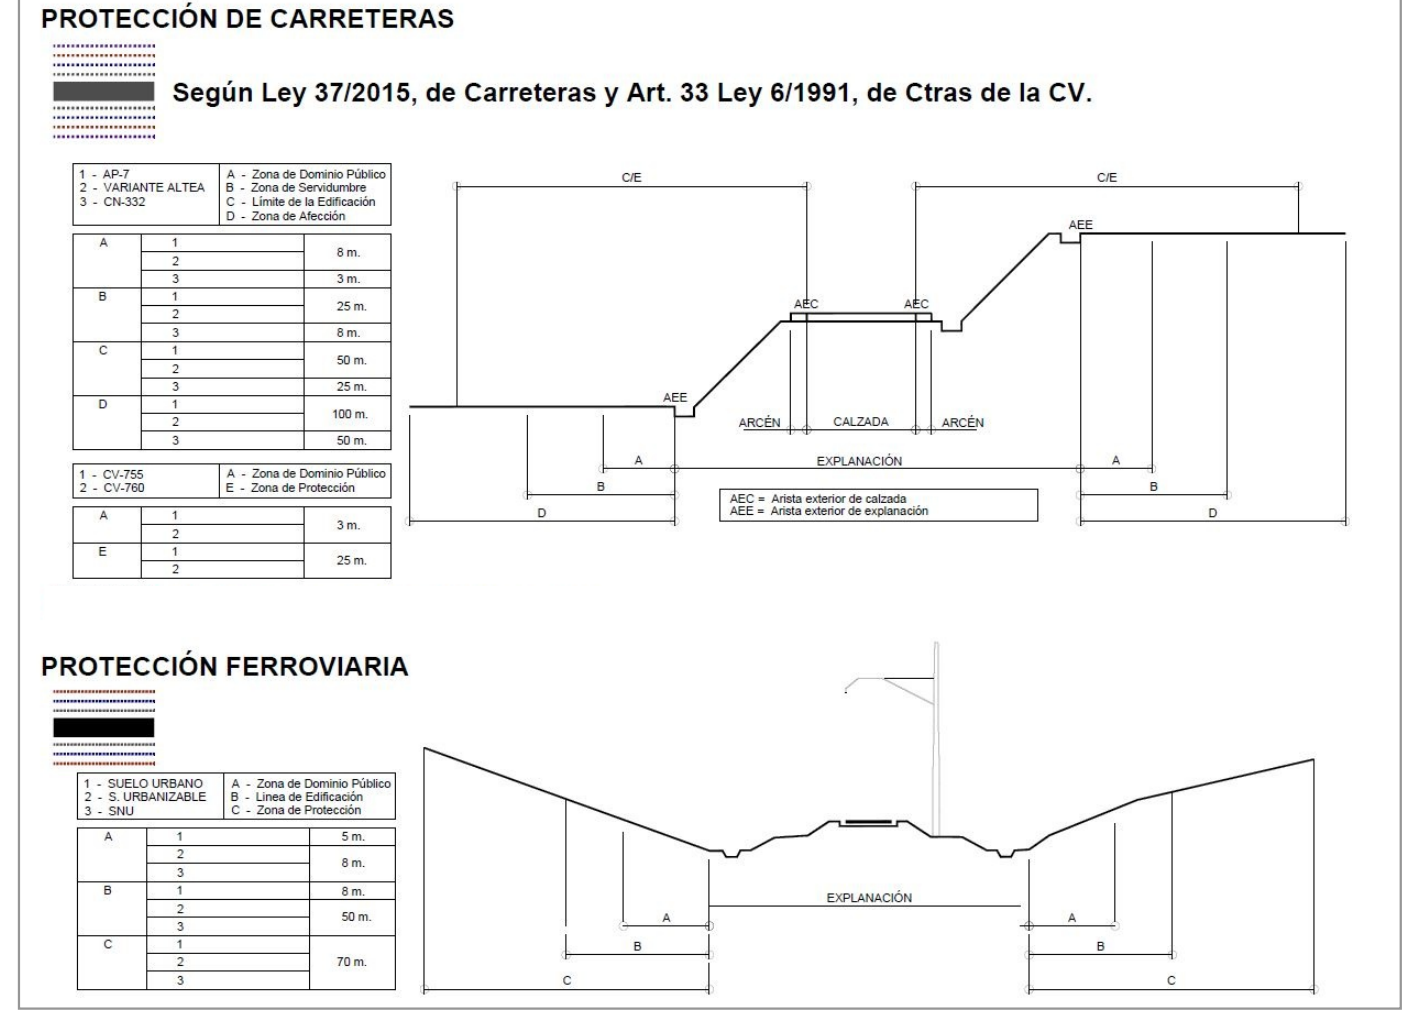 PROTECCIÓN DE CARRETERAS
Según Ley 37/2015, de Carreteras y Art. 33 Ley 6/1991, de Ctras de la CV.
1 - AP-7
2 - VARIANTE ALTEA
3 - CN-332
A - Zona de Dominio Público
B - Zona de Servidumbre
C - Límite de la Edificación
D - Zona de Afección
A 1 8 m.
2
3 3 m.
B 1 25 m.
2
3 8 m.
C 1 50 m.
2
3 25 m.
D 1 100 m.
2
3 50 m.
1 - CV-755
2 - CV-760
A - Zona de Dominio Público
E - Zona de Protección
A 1 3 m.
2
E 1 25 m.
2
C/E
C/E
AEE
AEC
AEC
AEE
ARCÉN
CALZADA
ARCÉN
A
EXPLANACIÓN
A
B
B
D
D
AEC = Arista exterior de calzada
AEE = Arista exterior de explanación
PROTECCIÓN FERROVIARIA
1 - SUELO URBANO
2 - S. URBANIZABLE
3 - SNU
A - Zona de Dominio Público
B - Linea de Edificación
C - Zona de Protección
A 1 5 m.
2 8 m.
3
B 1 8 m.
2 50 m.
3
C 1 70 m.
2
3
EXPLANACIÓN
A
A
B
B
C
C